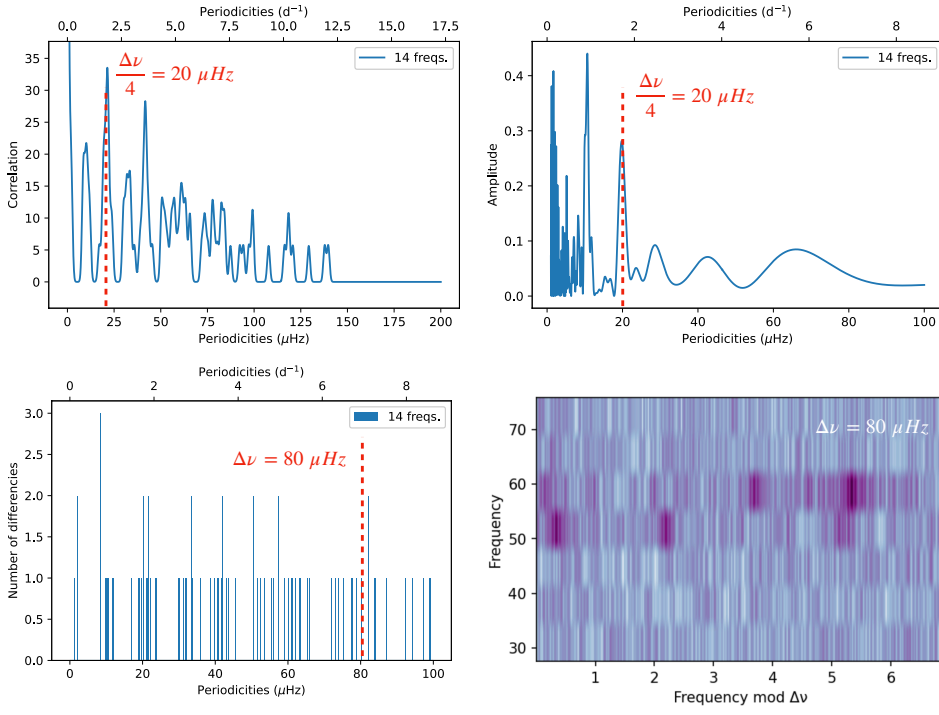 Periodicities (d⁻¹)
0.0 2.5 5.0 7.5 10.0 12.5 15.0 17.5
35
30
25
20
15
10
5
0
Correlation
14 freqs.
Δν/4 = 20 μHz
0 25 50 75 100 125 150 175 200
Periodicities (μHz)
Periodicities (d⁻¹)
0 2 4 6 8
0.4
0.3
0.2
0.1
0.0
Amplitude
14 freqs.
Δν/4 = 20 μHz
0 20 40 60 80 100
Periodicities (μHz)
Periodicities (d⁻¹)
0 2 4 6 8
3.0
2.5
2.0
1.5
1.0
0.5
0.0
Number of differencies
14 freqs.
Δν = 80 μHz
0 20 40 60 80 100
Periodicities (μHz)
Δν = 80 μHz
70
60
50
40
30
Frequency
1 2 3 4 5 6
Frequency mod Δν